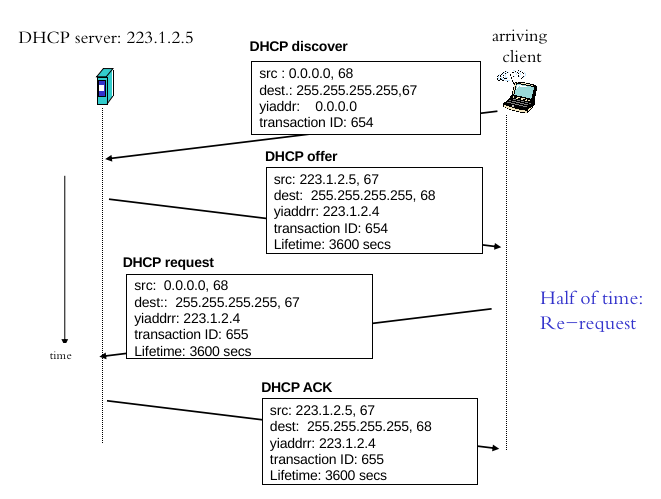 DHCP server: 223.1.2.5
arriving
client
DHCP discover
src : 0.0.0.0, 68
dest.: 255.255.255.255,67
yiaddr:    0.0.0.0
transaction ID: 654
DHCP offer
src: 223.1.2.5, 67
dest:  255.255.255.255, 68
yiaddrr: 223.1.2.4
transaction ID: 654
Lifetime: 3600 secs
DHCP request
src:  0.0.0.0, 68
dest::  255.255.255.255, 67
yiaddrr: 223.1.2.4
transaction ID: 655
Lifetime: 3600 secs
Half of time:
Re-request
time
DHCP ACK
src: 223.1.2.5, 67
dest:  255.255.255.255, 68
yiaddrr: 223.1.2.4
transaction ID: 655
Lifetime: 3600 secs